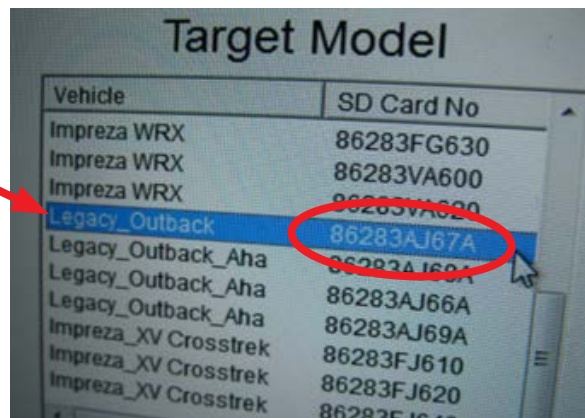 Target Model
Vehicle SD Card No
Impreza WRX 86283FG630
Impreza WRX 86283VA600
Impreza WRX 86283VA620
Legacy_Outback 86283AJ67A
Legacy_Outback_Aha
Legacy_Outback_Aha 86283AJ66A
Legacy_Outback_Aha 86283AJ69A
Impreza_XV Crosstrek 86283FJ610
Impreza_XV Crosstrek 86283FJ620
Impreza_XV Crosstrek